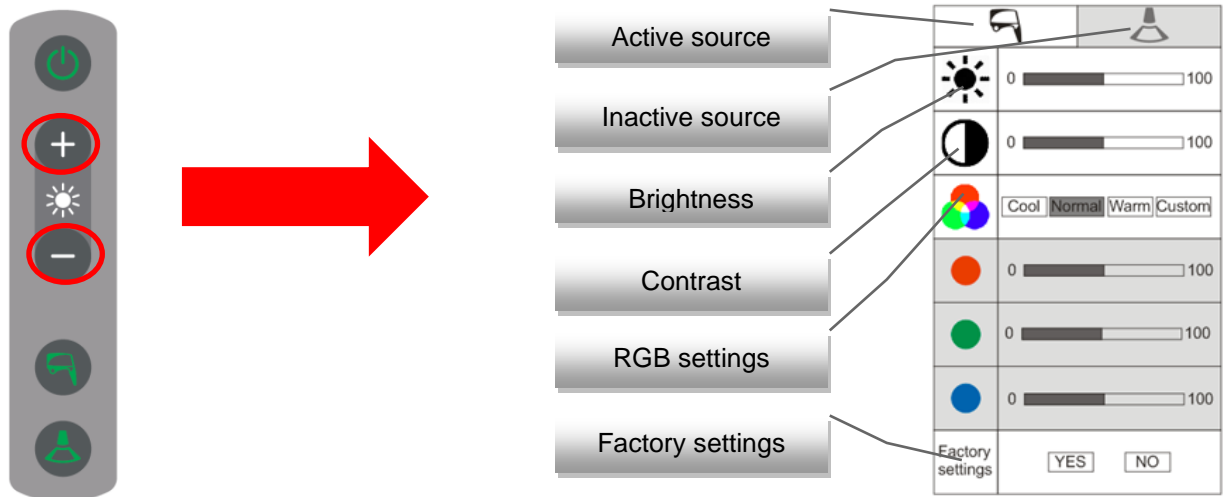 Active source
Inactive source
Brightness
Contrast
RGB settings
Factory settings
0 100
0 100
Cool Normal Warm Custom
0 100
0 100
0 100
Factory
settings
YES NO